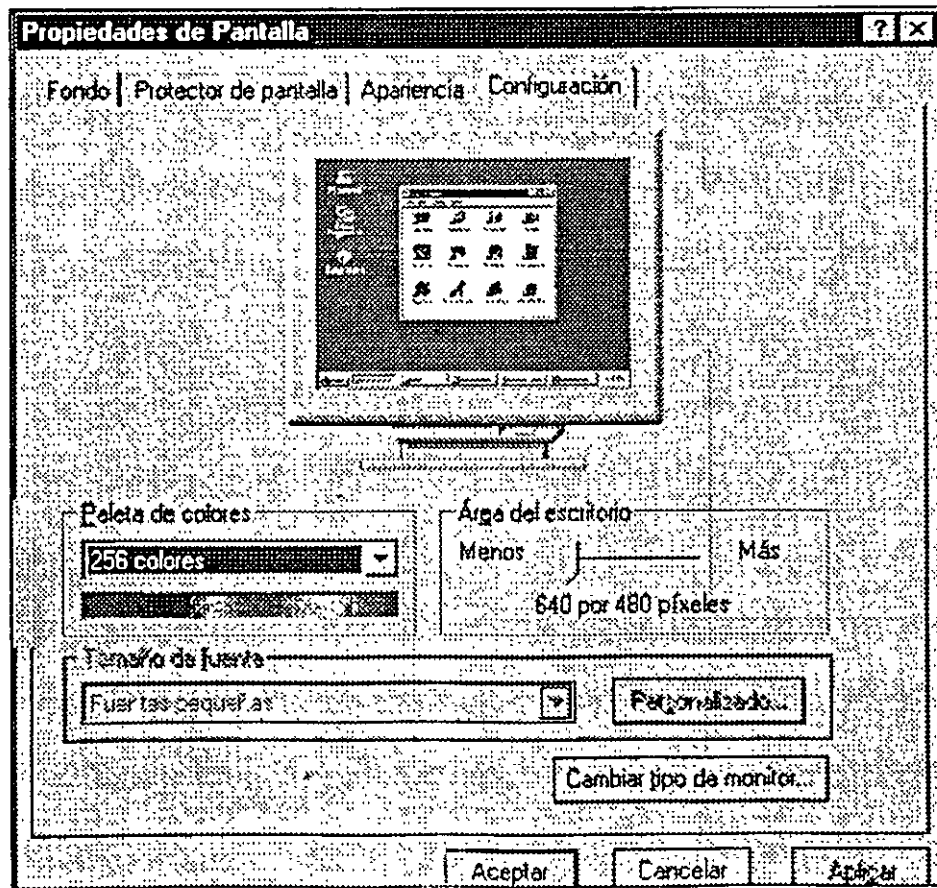 Propiedades de Pantalla
Fondo Protector de pantalla Apariencia Configuración
Paleta de colores
Área del escritorio
256 colores
Menos Más
640 por 480 píxeles
Tamaño de fuente
Fuentes pequeñas Personalizado...
Cambiar tipo de monitor...
Aceptar Cancelar Aplicar